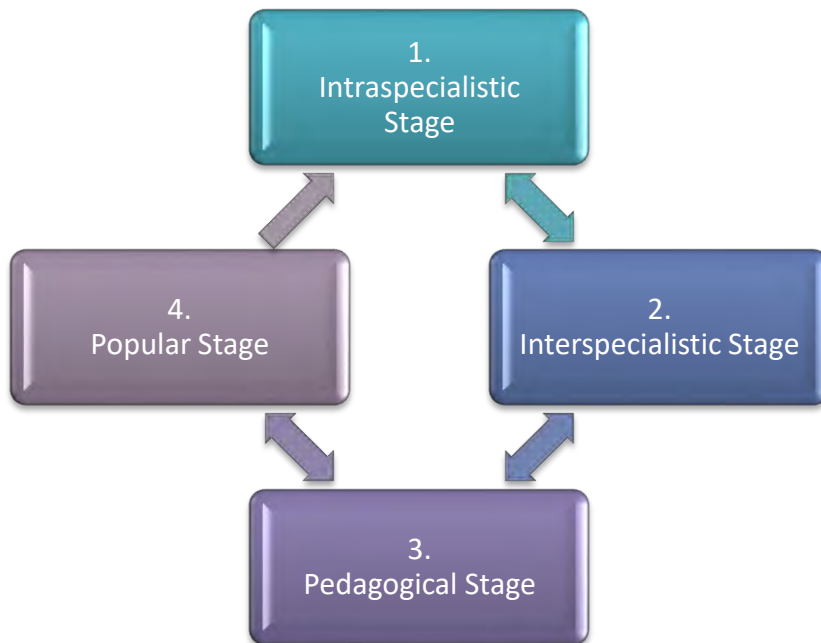 1.
Intraspecialistic
Stage
4.
Popular Stage
2.
Interspecialistic Stage
3.
Pedagogical Stage